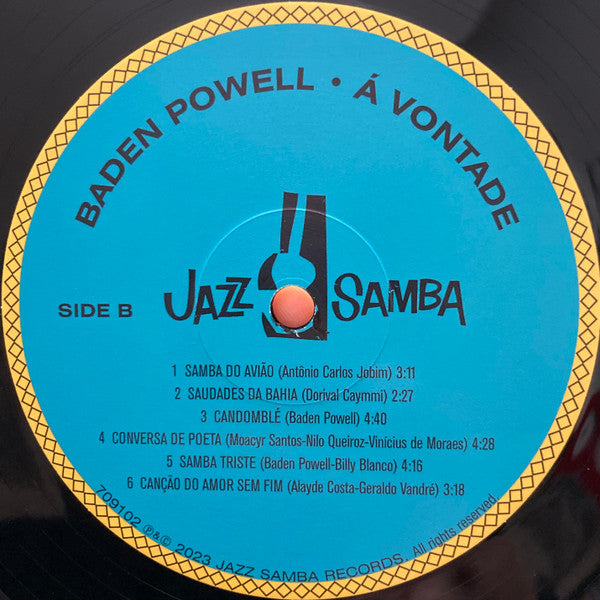 BADEN POWELL • Á VONTADE
JAZZ SAMBA
SIDE B
1 SAMBA DO AVIÃO (Antônio Carlos Jobim) 3:11
2 SAUDADES DA BAHIA (Dorival Caymmi) 2:27
3 CANDOMBLÉ (Baden Powell) 4:40
4 CONVERSA DE POETA (Moacyr Santos-Nilo Queiroz-Vinícius de Moraes) 4:28
5 SAMBA TRISTE (Baden Powell-Billy Blanco) 4:16
6 CANÇÃO DO AMOR SEM FIM (Alayde Costa-Geraldo Vandré) 3:18
709102 ℗&© 2023 JAZZ SAMBA RECORDS. All rights reserved.